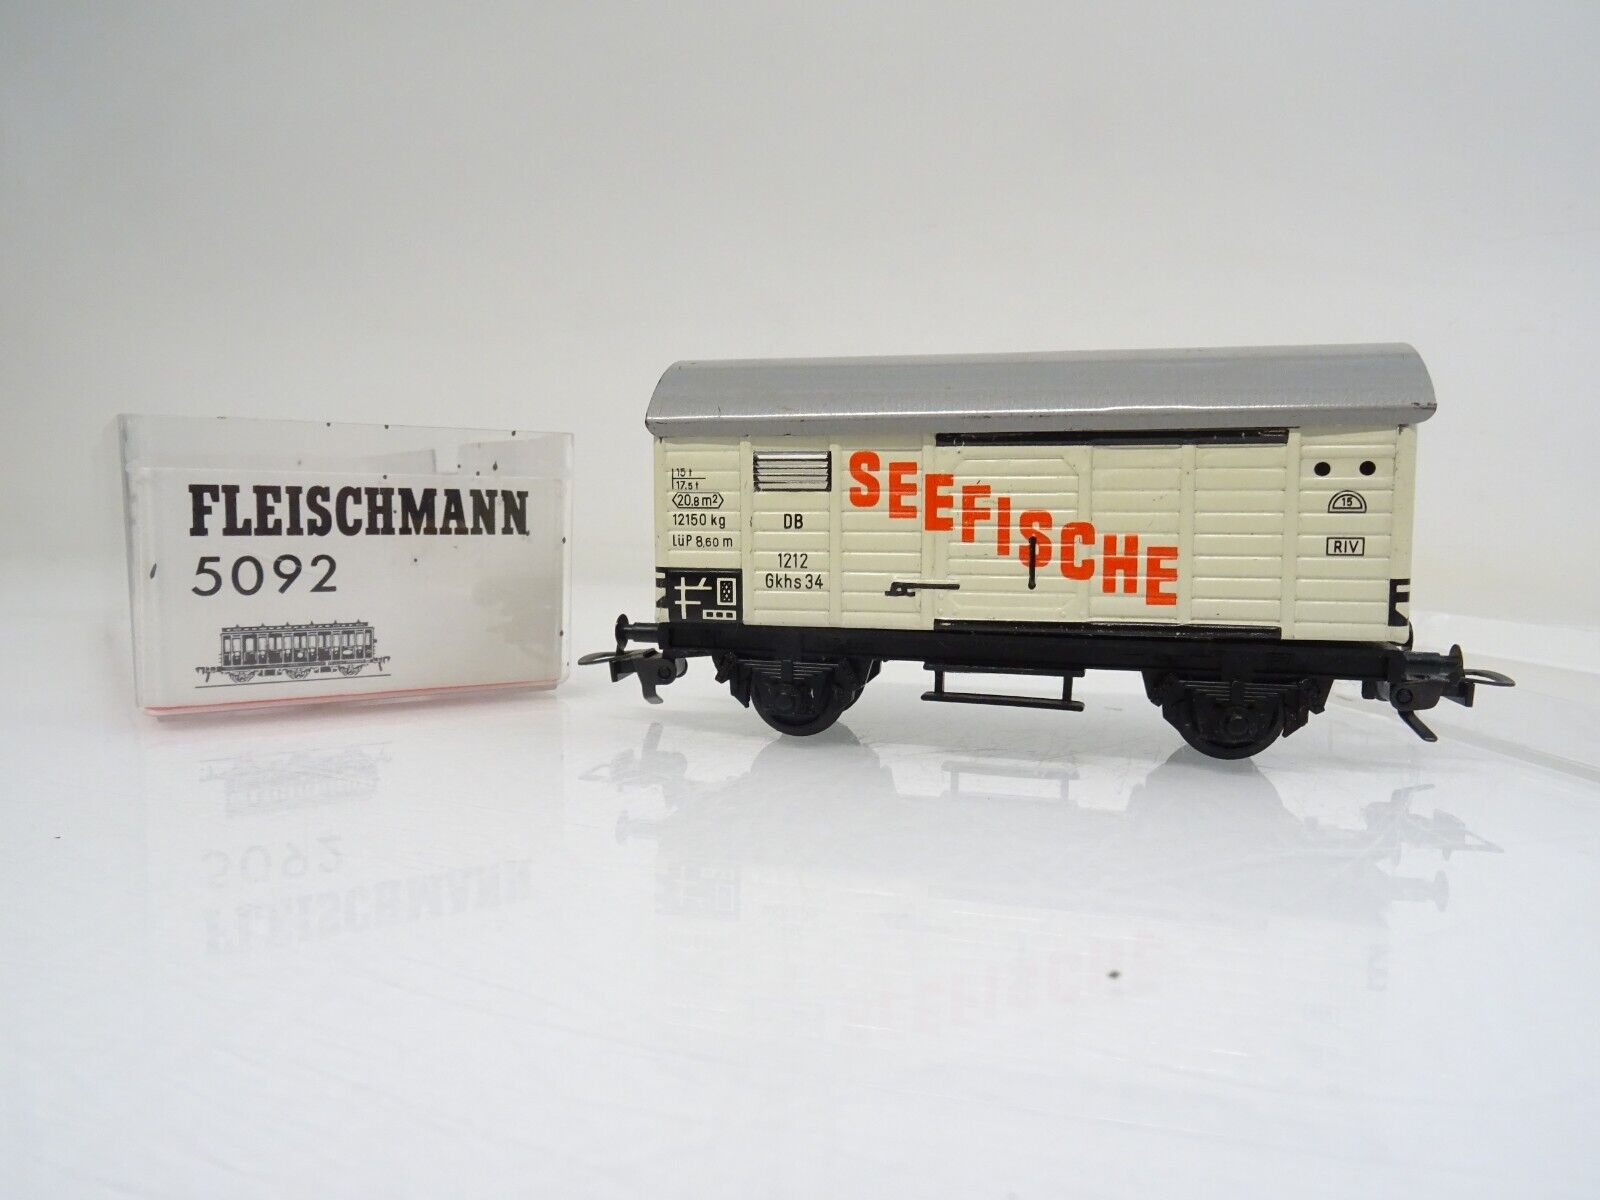 FLEISCHMANN
5092
15 t
17.5 t
20.8 m²
12150 kg
LüP 8,60 m
DB
1212
Gkhs 34
SEEFISCHE
15
RIV